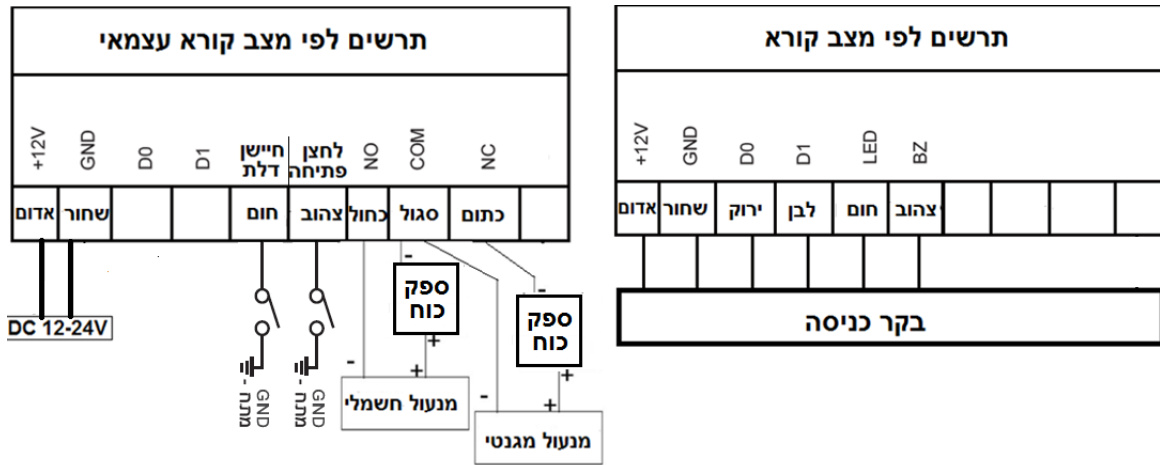 תרשים לפי מצב קורא עצמאי
+12V GND D0 D1 חיישן דלת לחצן פתיחה NO COM NC
אדום שחור חום צהוב כחול סגול כתום
DC 12-24V
- ספק כוח +
- ספק כוח +
GND מתח -
GND מתח -
- + מנעול חשמלי
- + מנעול מגנטי
תרשים לפי מצב קורא
+12V GND D0 D1 LED BZ
אדום שחור ירוק לבן חום צהוב
בקר כניסה